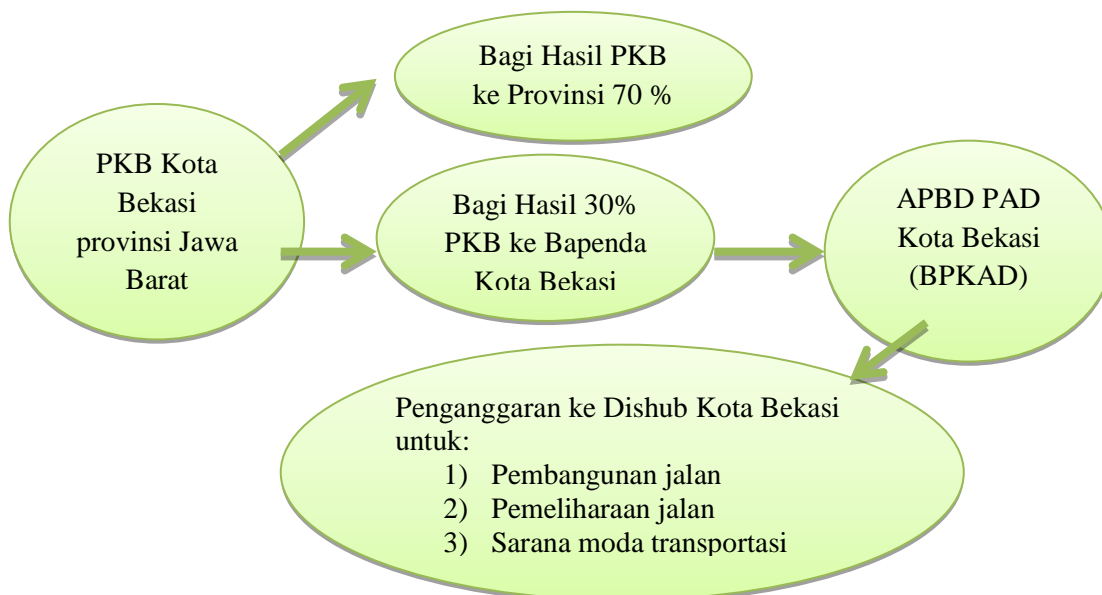 Bagi Hasil PKB
ke Provinsi 70 %
PKB Kota
Bekasi
provinsi Jawa
Barat
Bagi Hasil 30%
PKB ke Bapenda
Kota Bekasi
APBD PAD
Kota Bekasi
(BPKAD)
Penganggaran ke Dishub Kota Bekasi
untuk:
1) Pembangunan jalan
2) Pemeliharaan jalan
3) Sarana moda transportasi